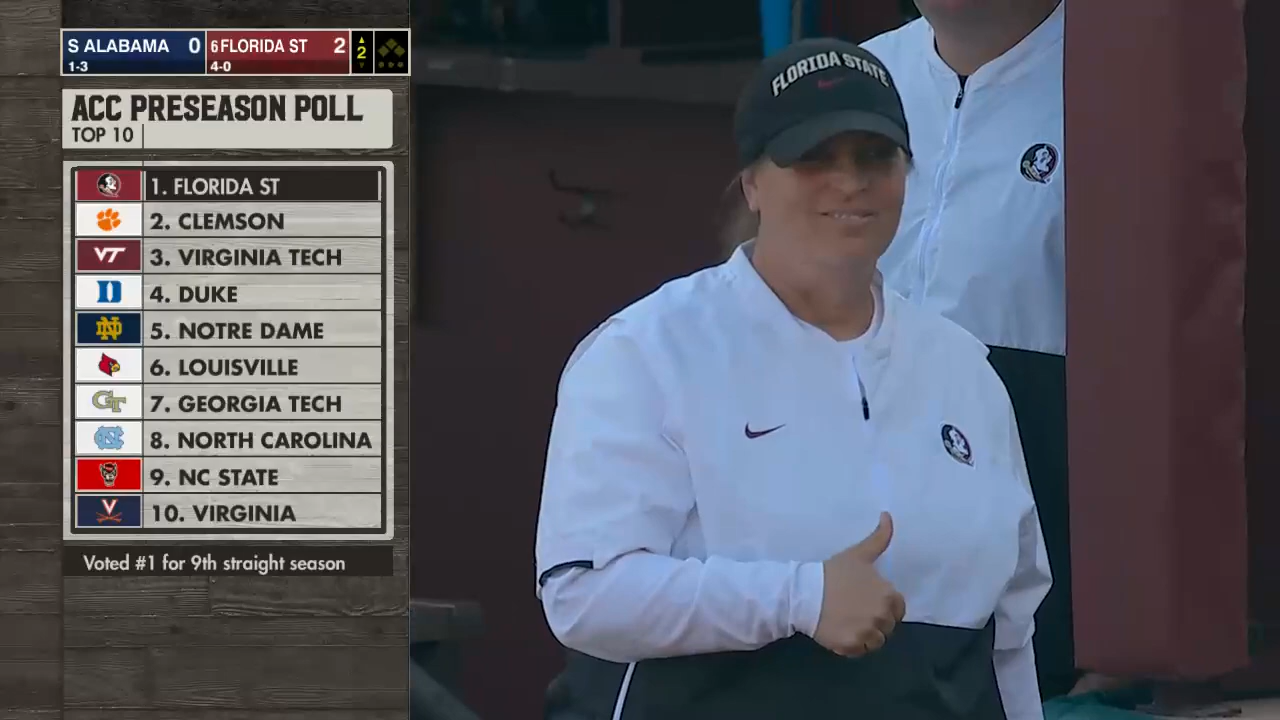 S ALABAMA 0 6 FLORIDA ST 2 2
1-3 4-0
ACC PRESEASON POLL
TOP 10
1. FLORIDA ST
VT 2. CLEMSON
3. VIRGINIA TECH
D 4. DUKE
ND 5. NOTRE DAME
6. LOUISVILLE
GT 7. GEORGIA TECH
NC 8. NORTH CAROLINA
9. NC STATE
V 10. VIRGINIA
Voted #1 for 9th straight season
FLORIDA STATE